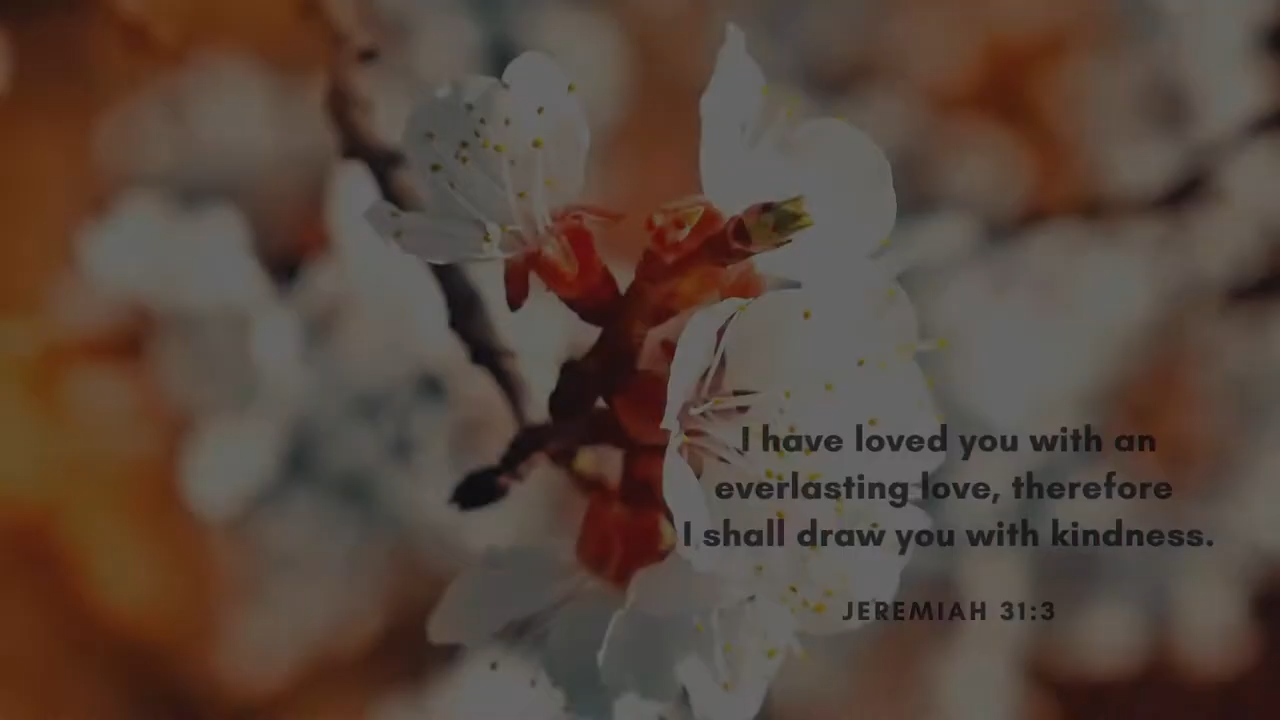 I have loved you with an
everlasting love, therefore
I shall draw you with kindness.
JEREMIAH 31:3